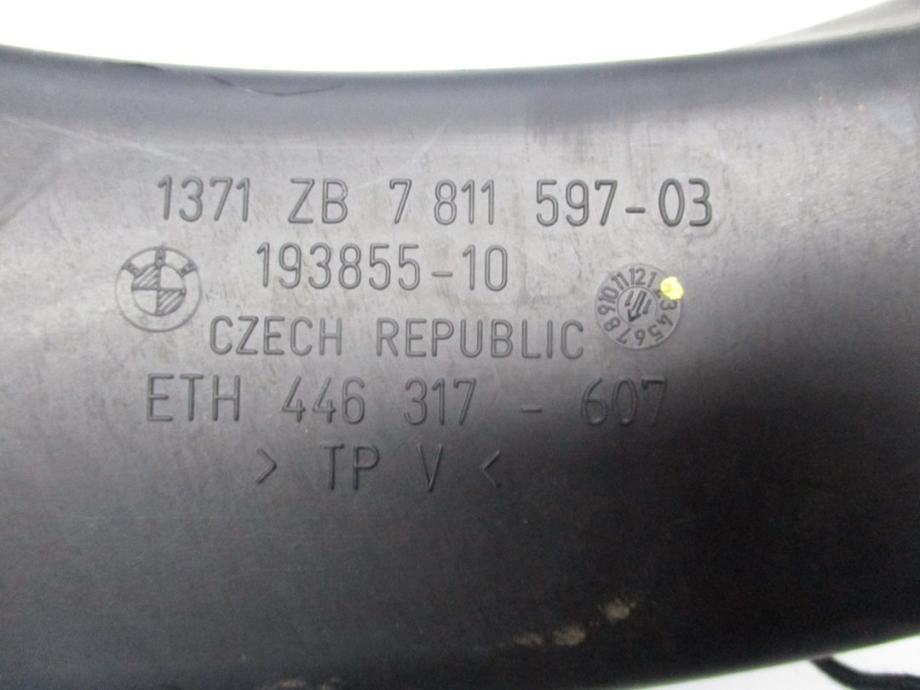 1371 ZB 7 811 597-03
193855-10
CZECH REPUBLIC
ETH 446 317 - 607
> TP V <